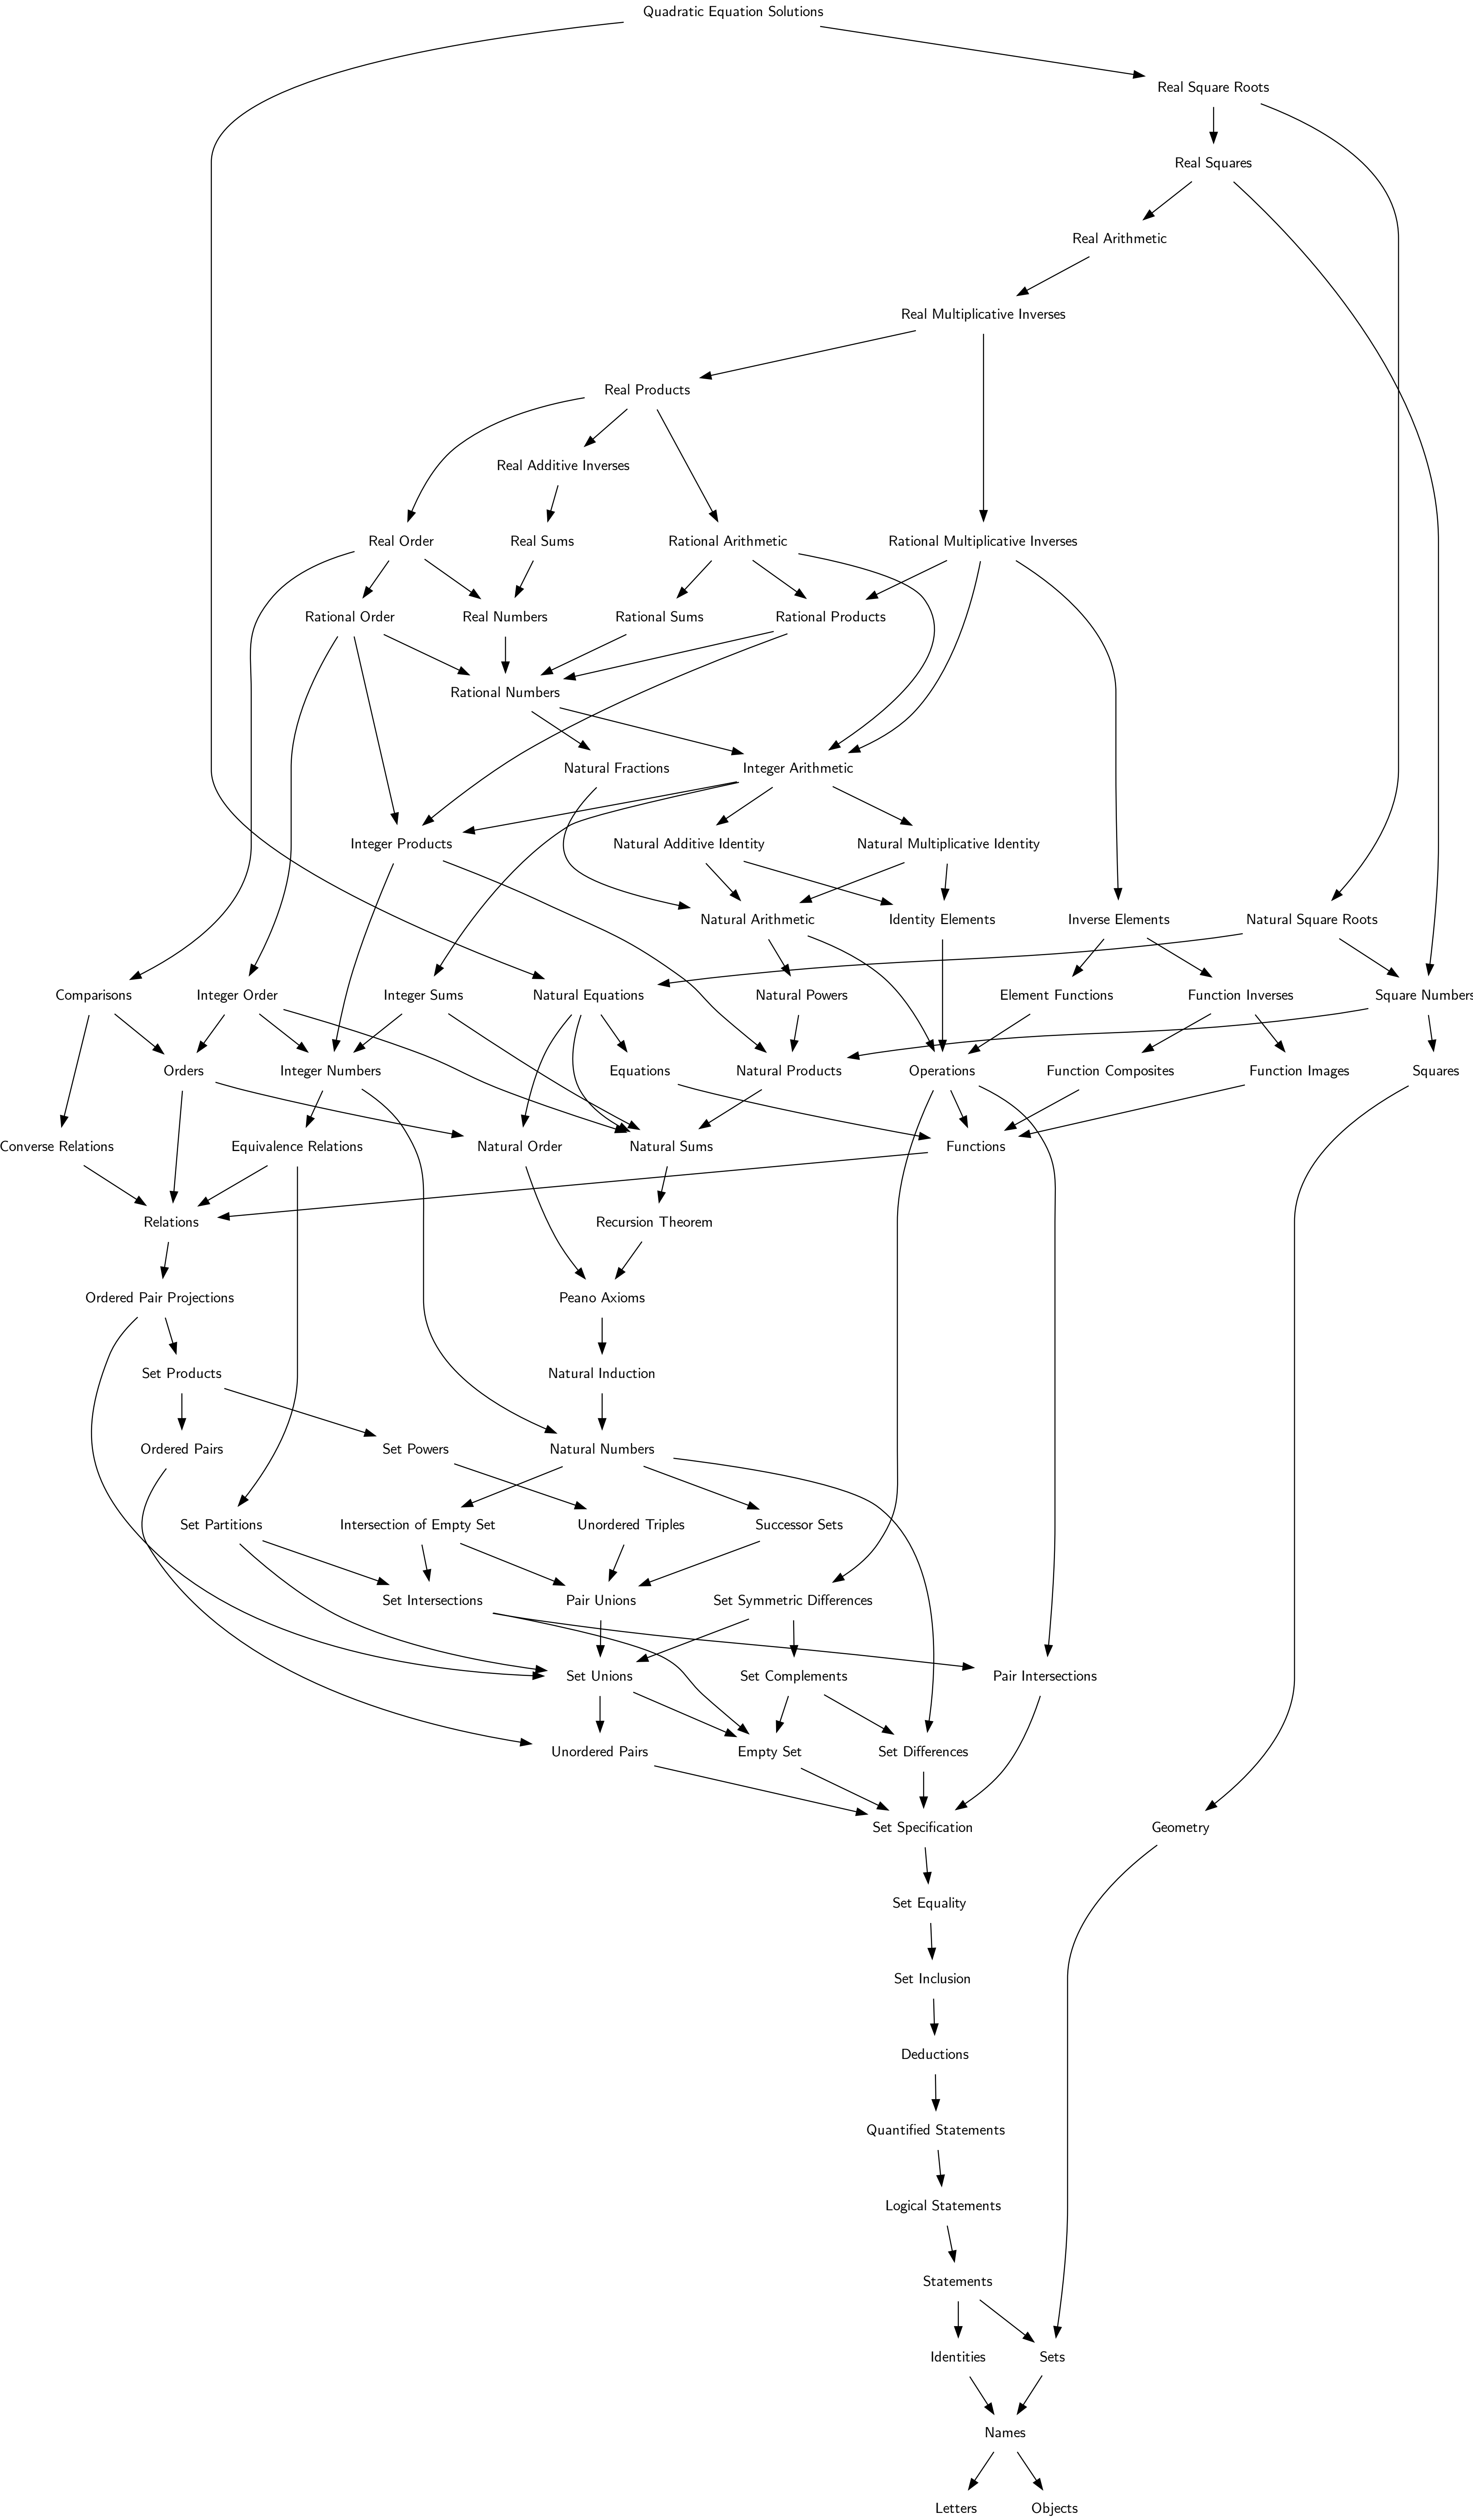 Quadratic Equation Solutions
Real Square Roots
Real Squares
Real Arithmetic
Real Multiplicative Inverses
Real Products
Real Additive Inverses
Real Order
Real Sums
Rational Arithmetic
Rational Multiplicative Inverses
Rational Order
Real Numbers
Rational Sums
Rational Products
Rational Numbers
Natural Fractions
Integer Arithmetic
Integer Products
Natural Additive Identity
Natural Multiplicative Identity
Natural Arithmetic
Identity Elements
Inverse Elements
Natural Square Roots
Comparisons
Integer Order
Integer Sums
Natural Equations
Natural Powers
Element Functions
Function Inverses
Square Numbers
Orders
Integer Numbers
Equations
Natural Products
Operations
Function Composites
Function Images
Squares
Converse Relations
Equivalence Relations
Natural Order
Natural Sums
Functions
Relations
Recursion Theorem
Ordered Pair Projections
Peano Axioms
Set Products
Natural Induction
Ordered Pairs
Set Powers
Natural Numbers
Set Partitions
Intersection of Empty Set
Unordered Triples
Successor Sets
Set Intersections
Pair Unions
Set Symmetric Differences
Set Unions
Set Complements
Pair Intersections
Unordered Pairs
Empty Set
Set Differences
Set Specification
Geometry
Set Equality
Set Inclusion
Deductions
Quantified Statements
Logical Statements
Statements
Identities
Sets
Names
Letters
Objects